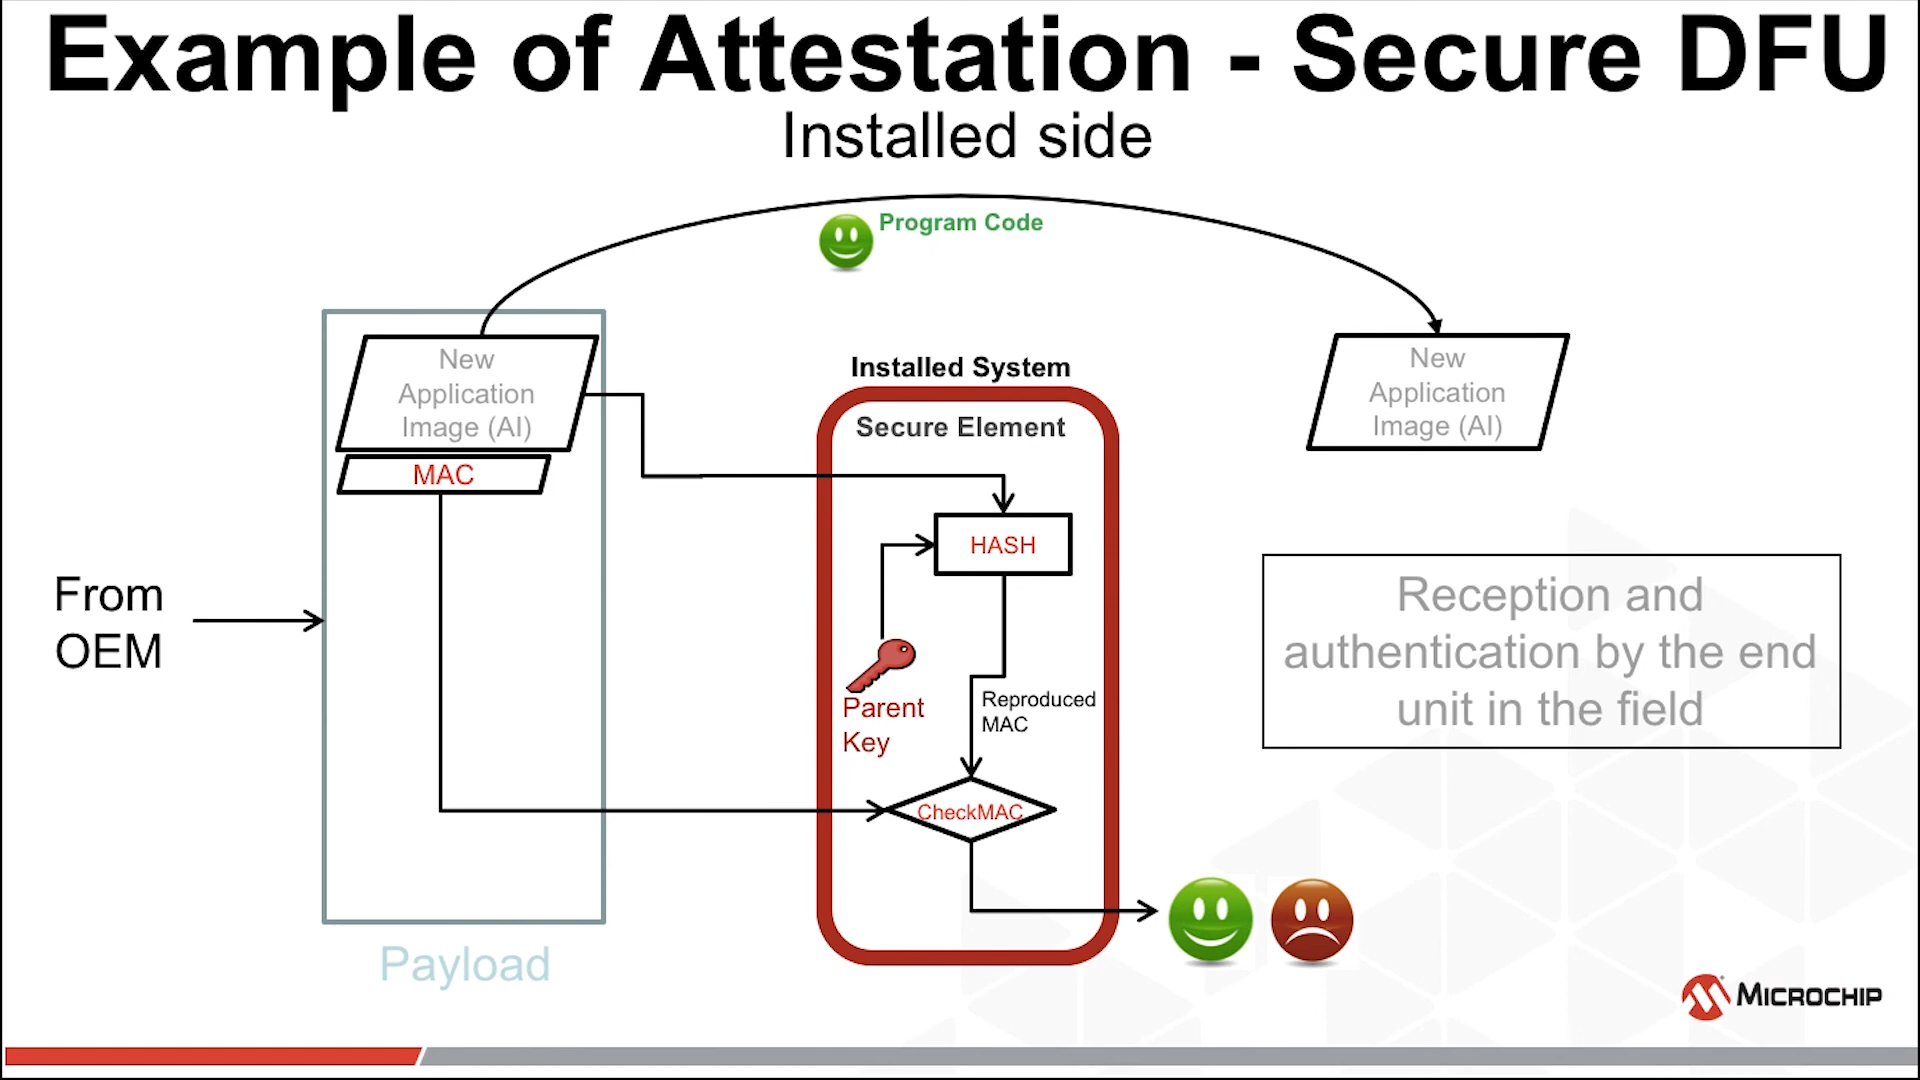 Example of Attestation - Secure DFU
Installed side
Program Code
New
Application
Image (AI)
MAC
Installed System
Secure Element
HASH
Parent
Key
Reproduced
MAC
CheckMAC
New
Application
Image (AI)
From
OEM
Payload
Reception and
authentication by the end
unit in the field
MICROCHIP